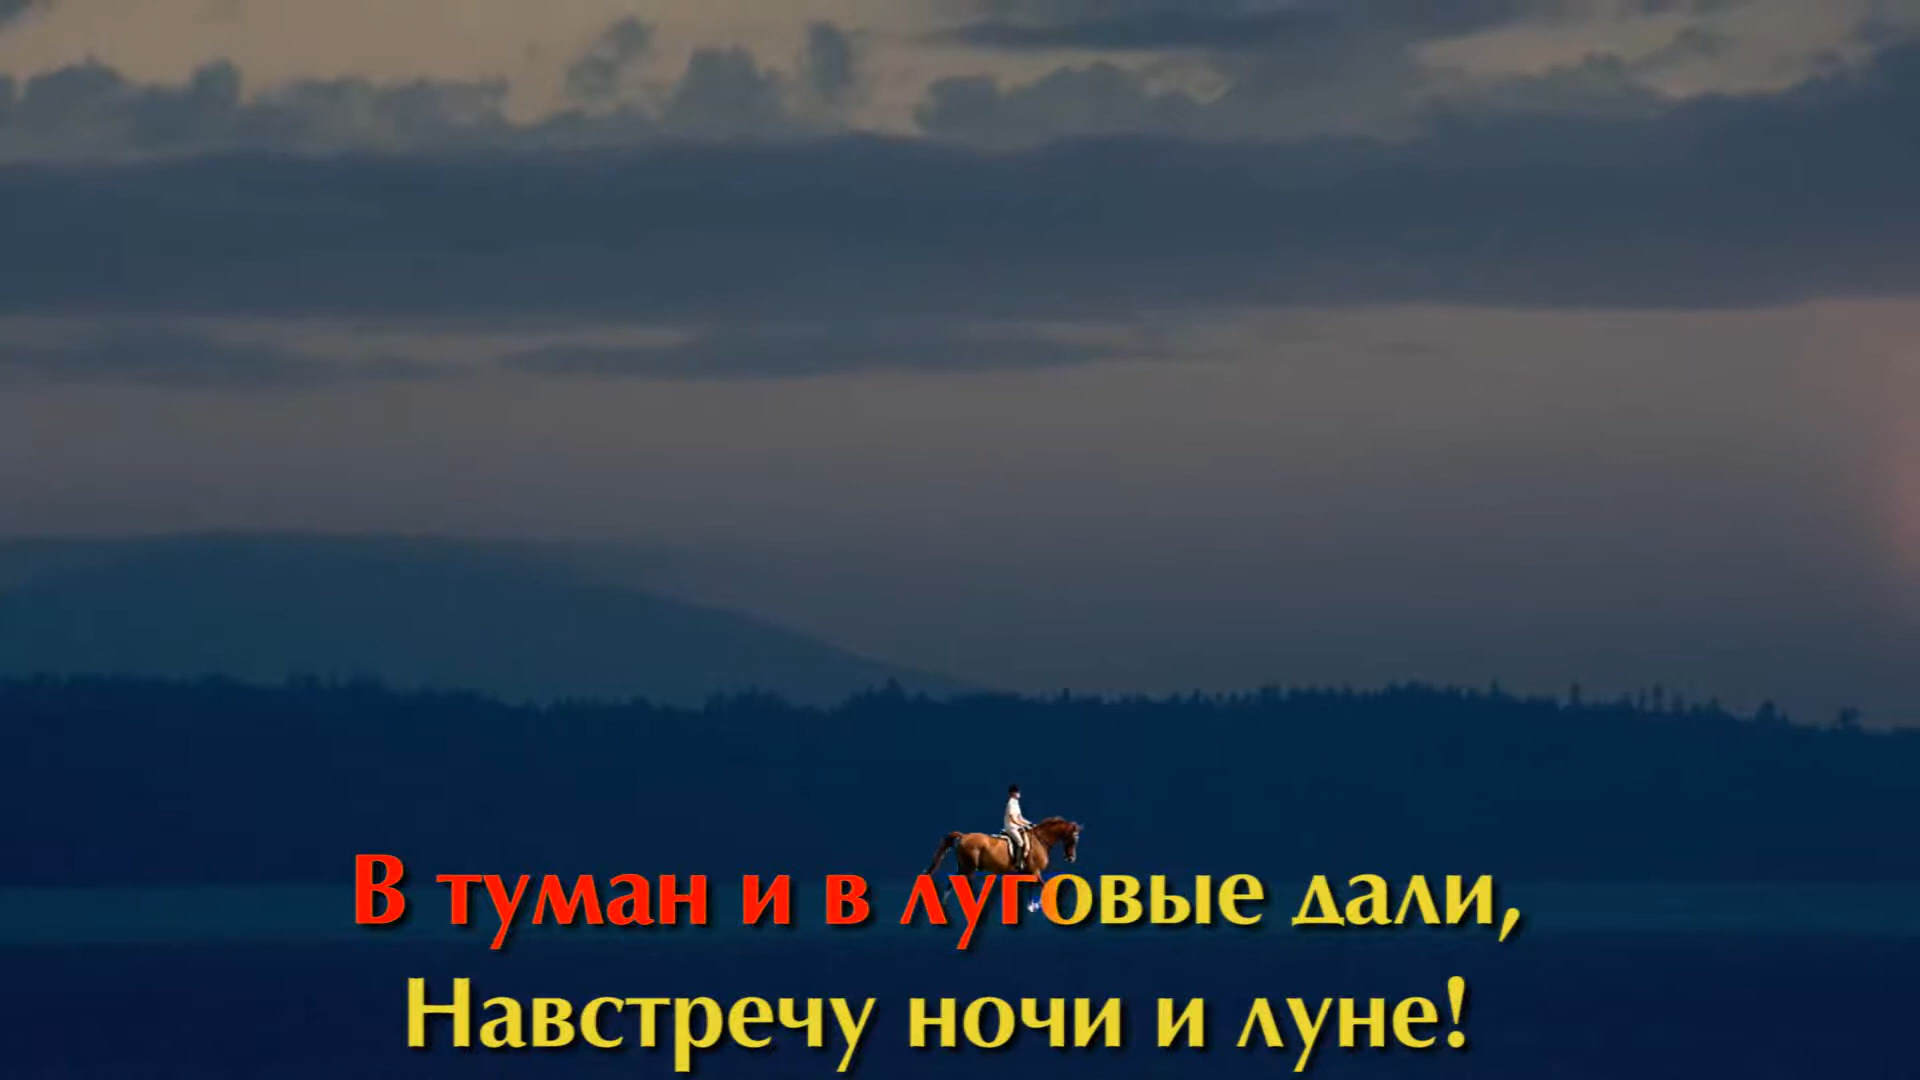 В туман и в луговые дали,
Навстречу ночи и луне!